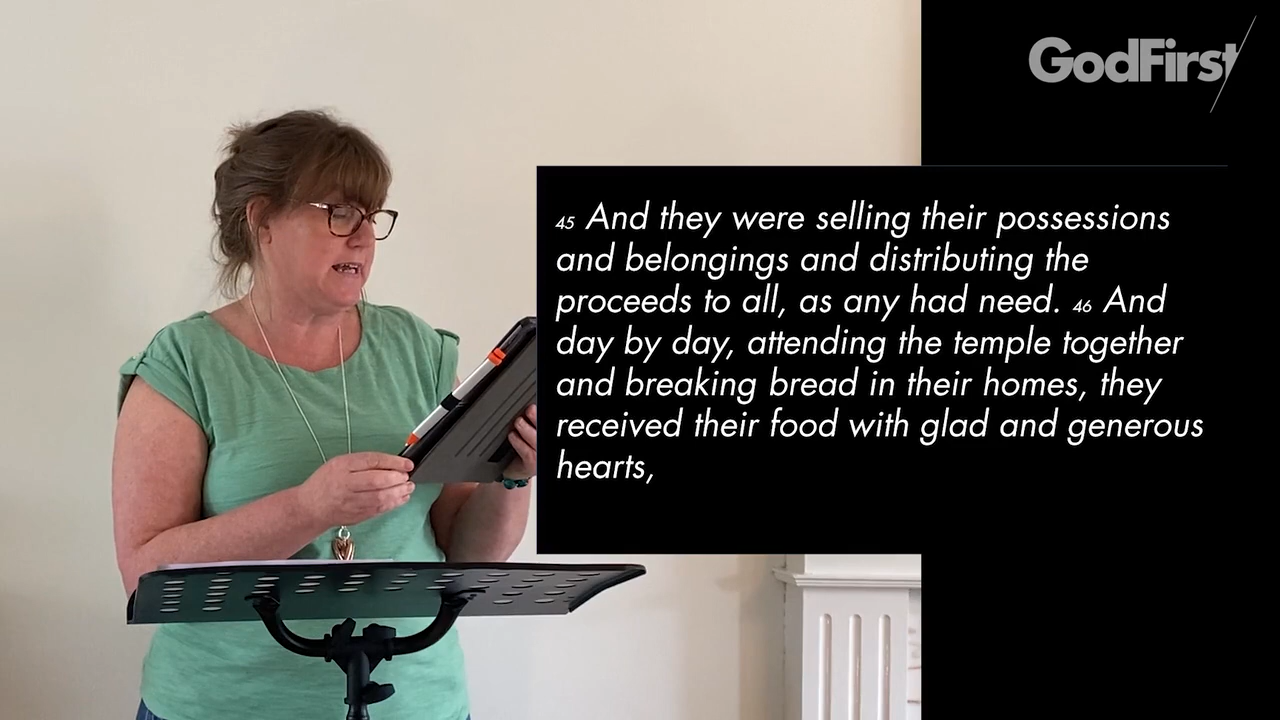 GodFirst
45 And they were selling their possessions
and belongings and distributing the
proceeds to all, as any had need. 46 And
day by day, attending the temple together
and breaking bread in their homes, they
received their food with glad and generous
hearts,